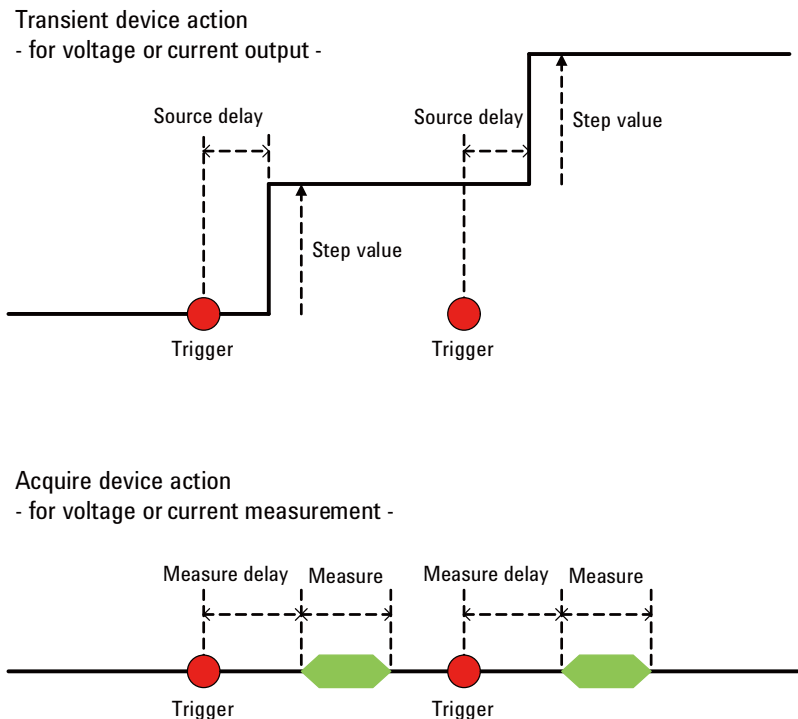 Transient device action
- for voltage or current output -
Source delay
Source delay
Step value
Step value
Trigger
Trigger
Acquire device action
- for voltage or current measurement -
Measure delay
Measure
Measure delay
Measure
Trigger
Trigger